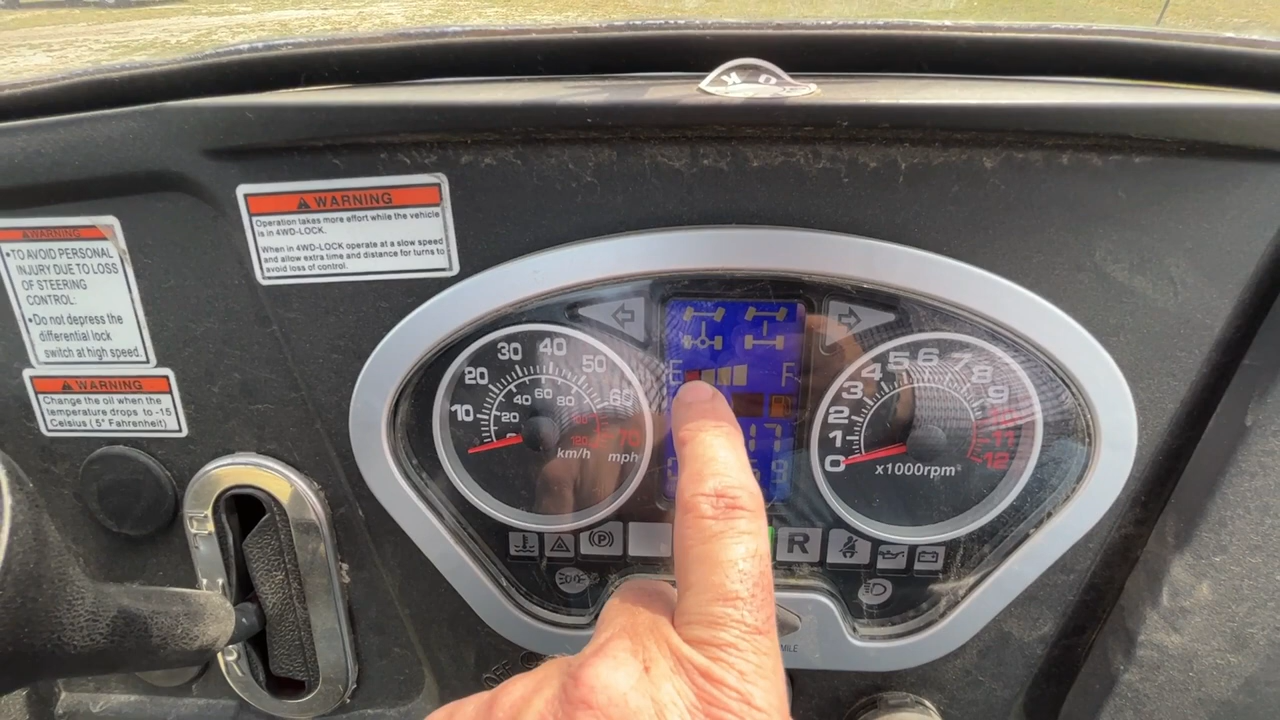 KO
WARNING
Operation takes more effort while the vehicle
is in 4WD-LOCK.
When in 4WD-LOCK operate at a slow speed
and allow extra time and distance for turns to
avoid loss of control.
WARNING
•TO AVOID PERSONAL
INJURY DUE TO LOSS
OF STEERING
CONTROL:
•Do not depress the
differential lock
switch at high speed.
WARNING
Change the oil when the
temperature drops to -15
Celsius ( 5° Fahrenheit)
10 20 30 40 50 60 70
20 40 60 80 100 120
km/h mph
E F
17
0 1 2 3 4 5 6 7 8 9 10 11 12
x1000rpm
P
R
OFF
MILE